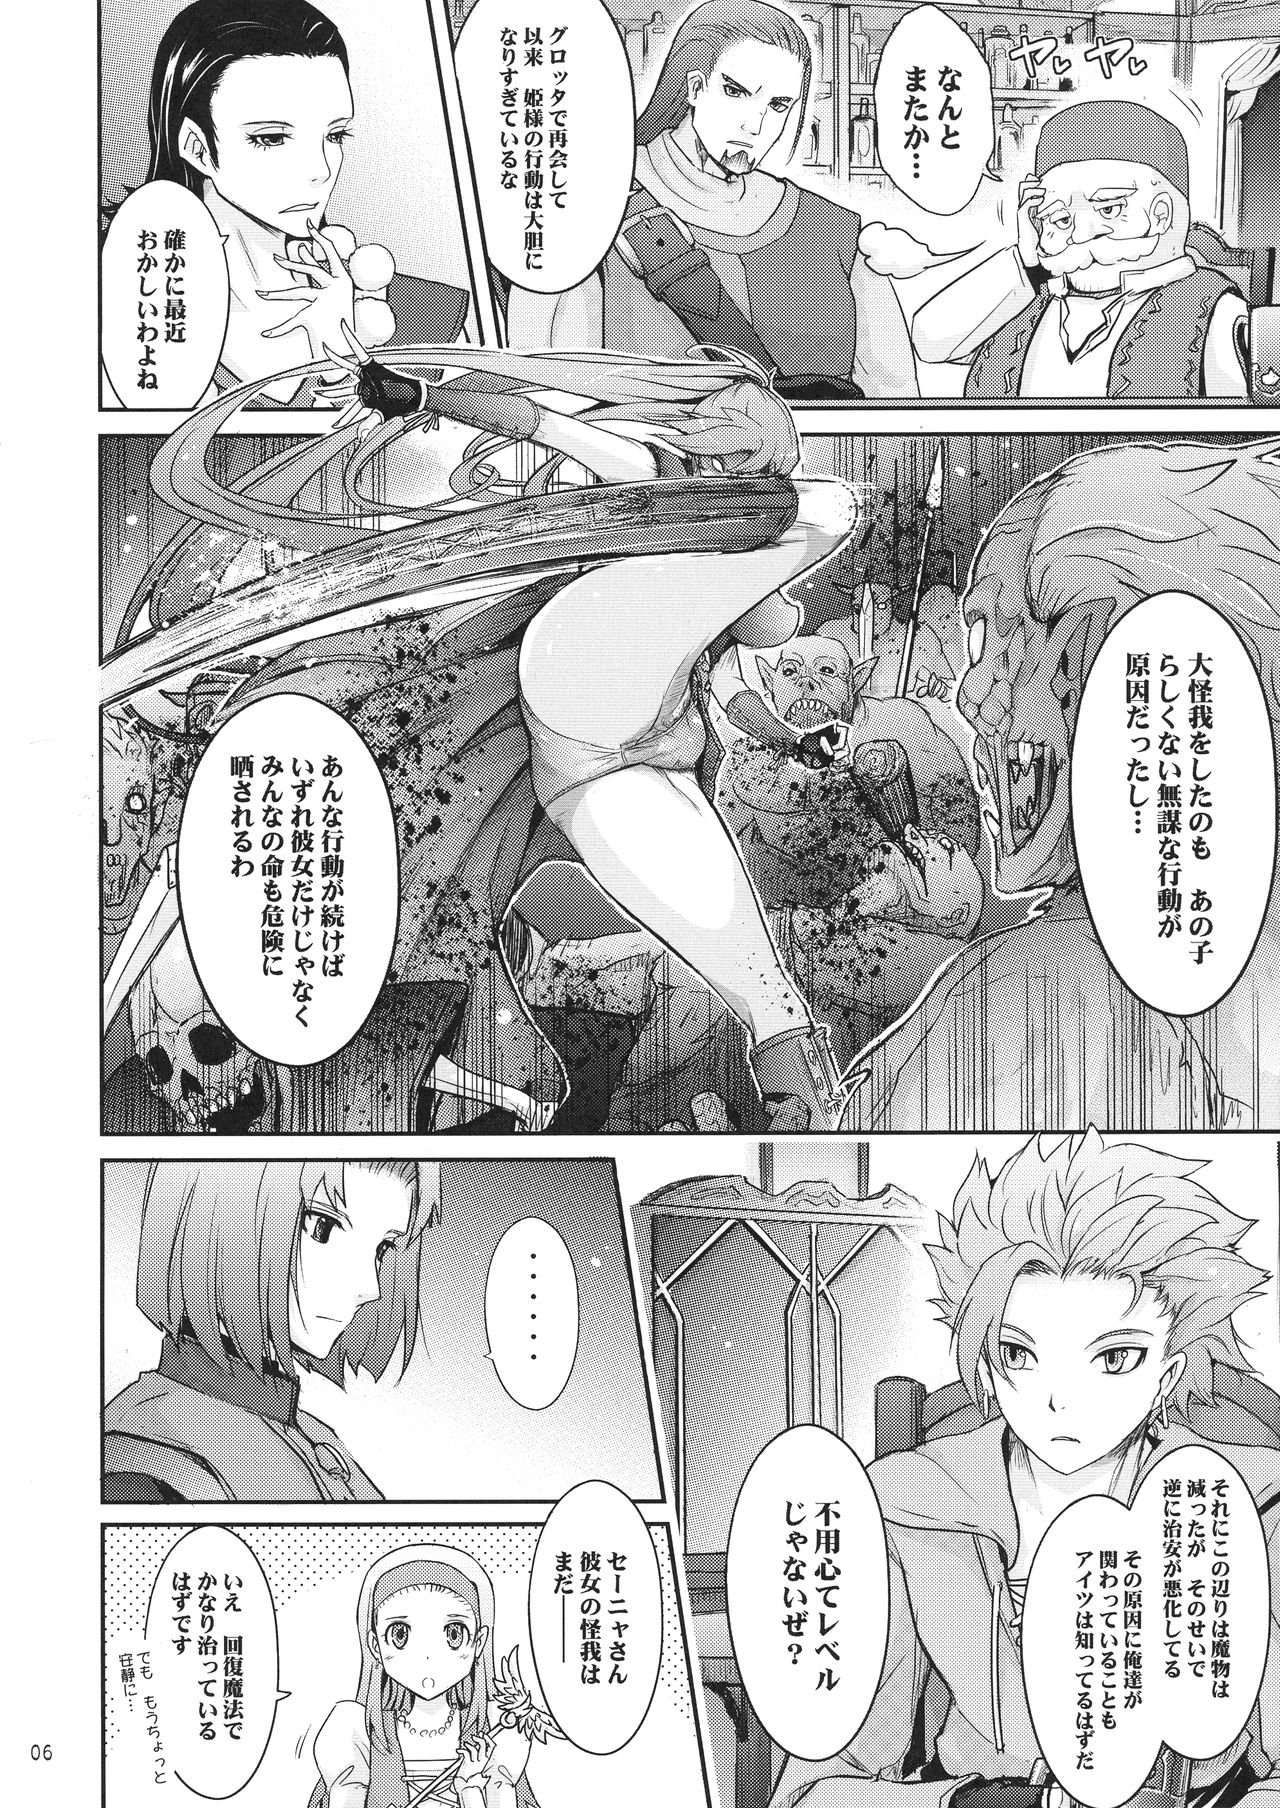 ヤレヤレ
なんと
またか…
グロッタで再会して
以来　姫様の行動は大胆に
なりすぎているな
確かに最近
おかしいわよね
大怪我をしたのも　あの子
らしくない無謀な行動が
原因だったし…
あんな行動が続けば
いずれ彼女だけじゃなく
みんなの命も危険に
晒されるわ
それにこの辺りは魔物は
減ったが　そのせいで
逆に治安が悪化してる
その原因に俺達が
関わっていることも
アイツは知ってるはずだ
不用心てレベル
じゃないぜ？
・・・・・・
セーニャさん
彼女の怪我は
まだ――
いえ　回復魔法で
かなり治っている
はずです
でも　もうちょっと
安静に…
06